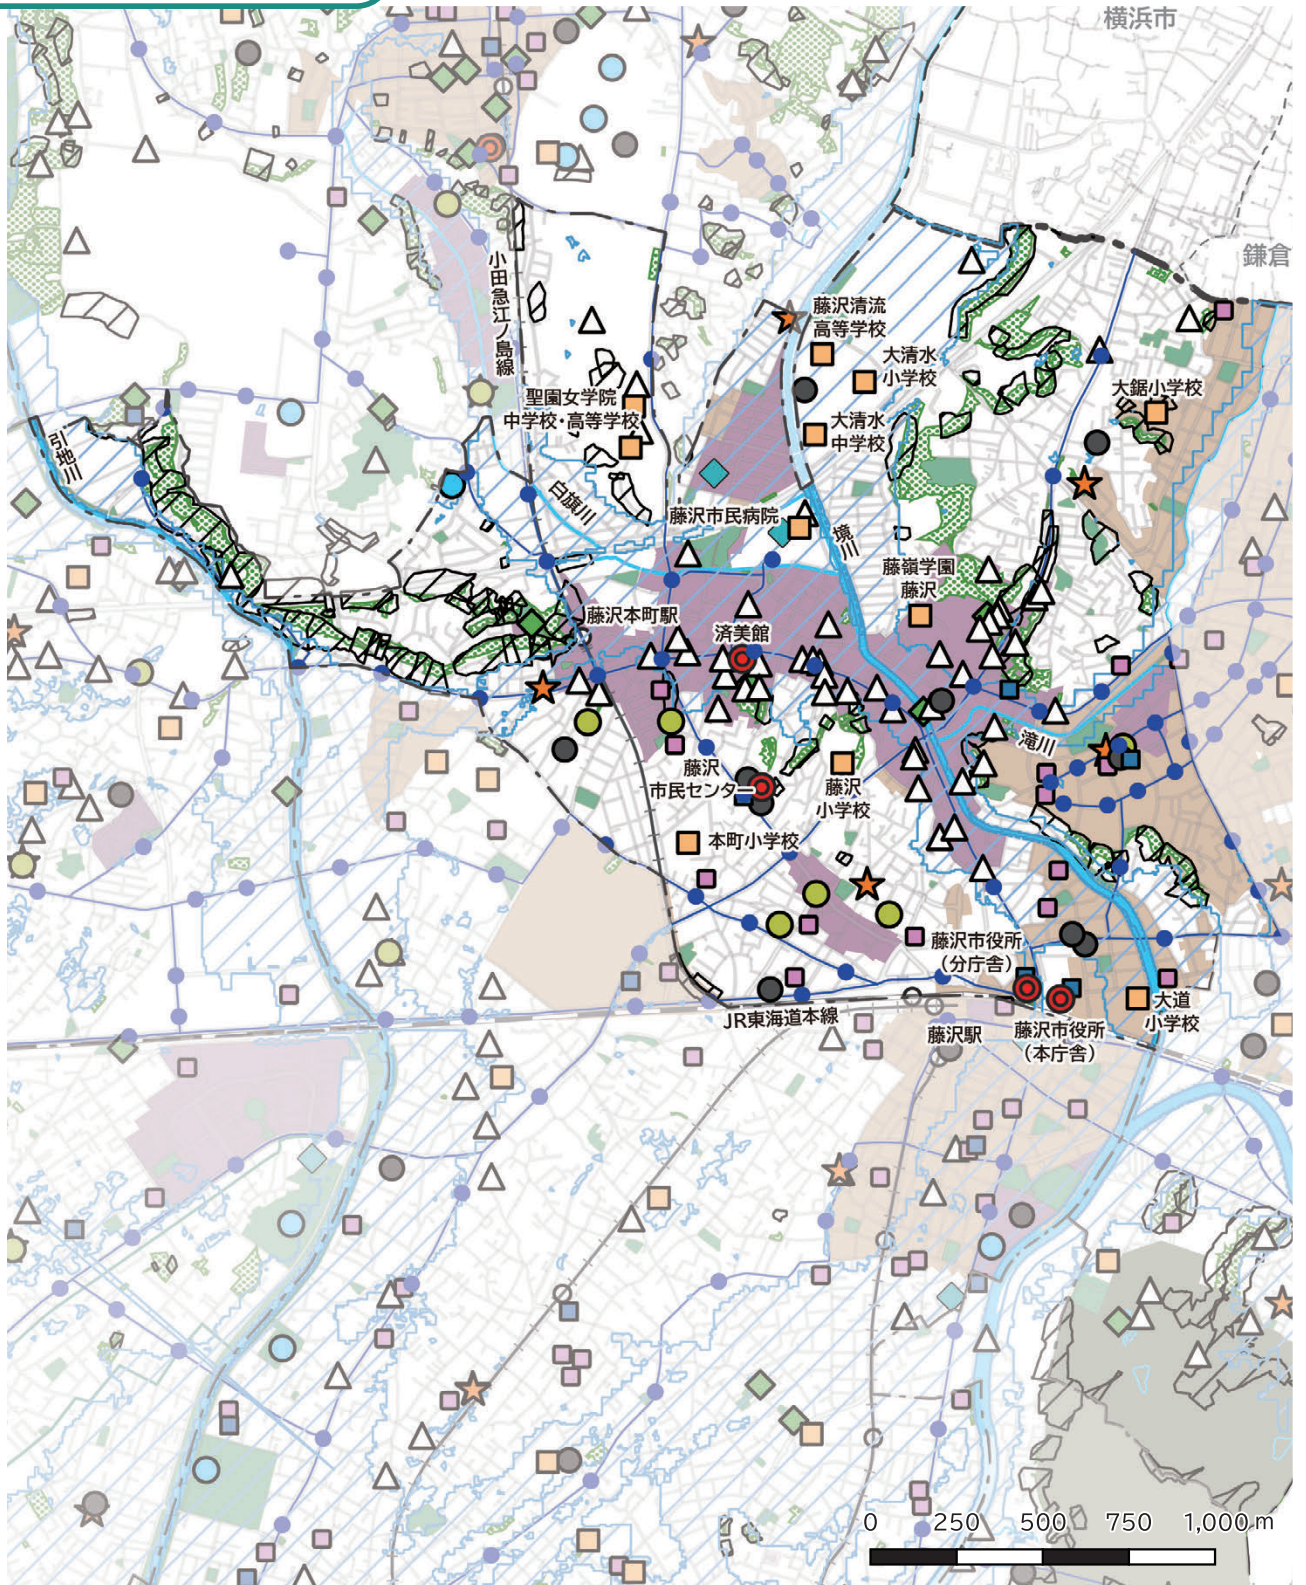 横浜市
鎌倉
小田急江ノ島線
藤沢清流
高等学校
大清水
小学校
大鋸小学校
聖園女学院
中学校・高等学校
大清水
中学校
引地川
白旗川
藤沢市民病院
境川
藤嶺学園
藤沢
藤沢本町駅
済美館
滝川
藤沢
市民センター
藤沢
小学校
本町小学校
藤沢市役所
(分庁舎)
JR東海道本線
藤沢駅
藤沢市役所
(本庁舎)
大道
小学校
0 250 500 750 1,000m